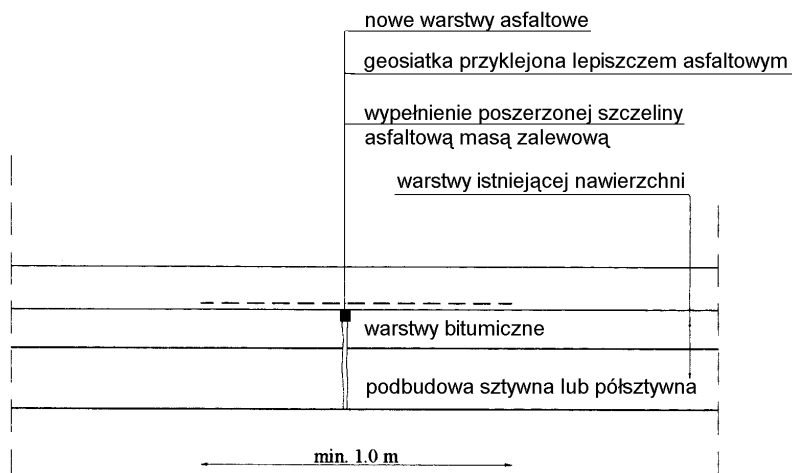 nowe warstwy asfaltowe
geosiatka przyklejona lepiszczem asfaltowym
wypełnienie poszerzonej szczeliny
asfaltową masą zalewową
warstwy istniejącej nawierzchni
warstwy bitumiczne
podbudowa sztywna lub półsztywna
min. 1.0 m